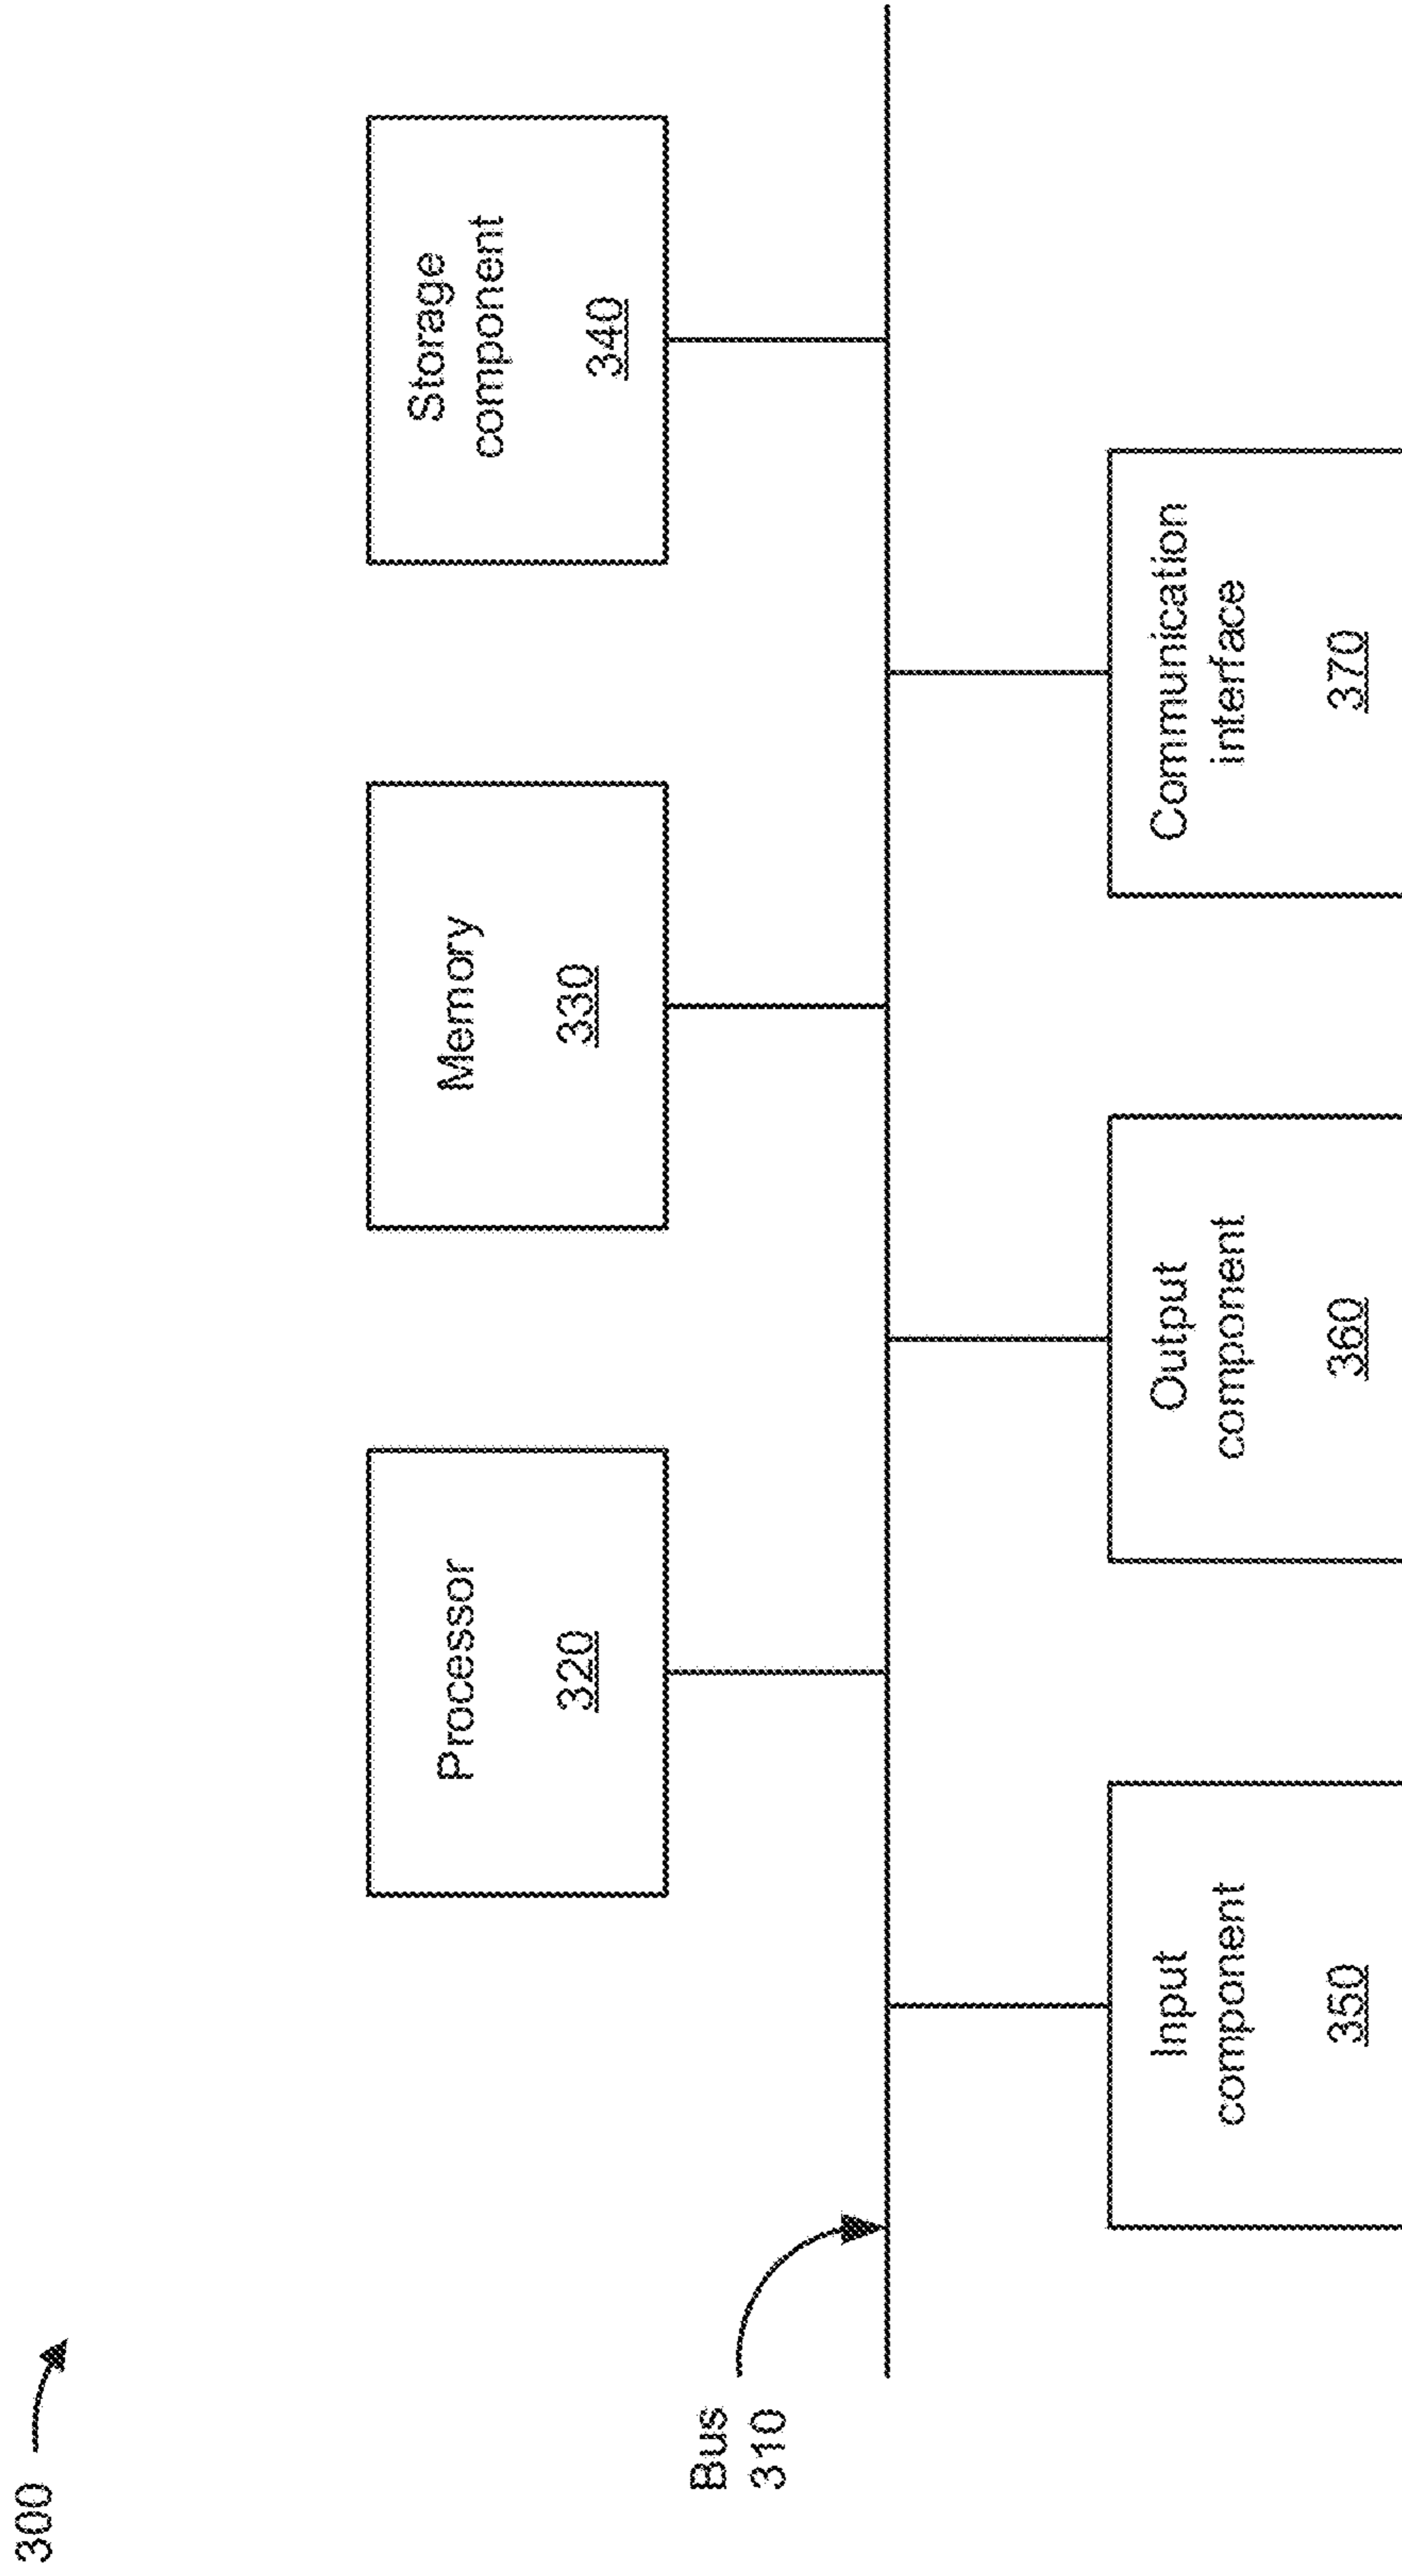 300
Processor
320
Memory
330
Storage
component
340
Bus
310
Input
component
350
Output
component
360
Communication
interface
370